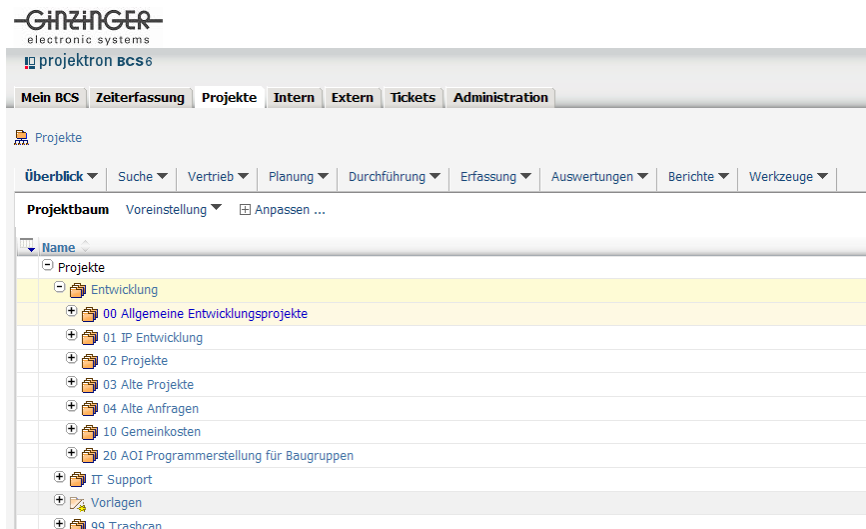 GINZINGER
electronic systems
projektron BCS6
Mein BCS Zeiterfassung Projekte Intern Extern Tickets Administration
Projekte
Überblick Suche Vertrieb Planung Durchführung Erfassung Auswertungen Berichte Werkzeuge
Projektbaum Voreinstellung Anpassen ...
Name
Projekte
Entwicklung
00 Allgemeine Entwicklungsprojekte
01 IP Entwicklung
02 Projekte
03 Alte Projekte
04 Alte Anfragen
10 Gemeinkosten
20 AOI Programmerstellung für Baugruppen
IT Support
Vorlagen
99 Trashcan